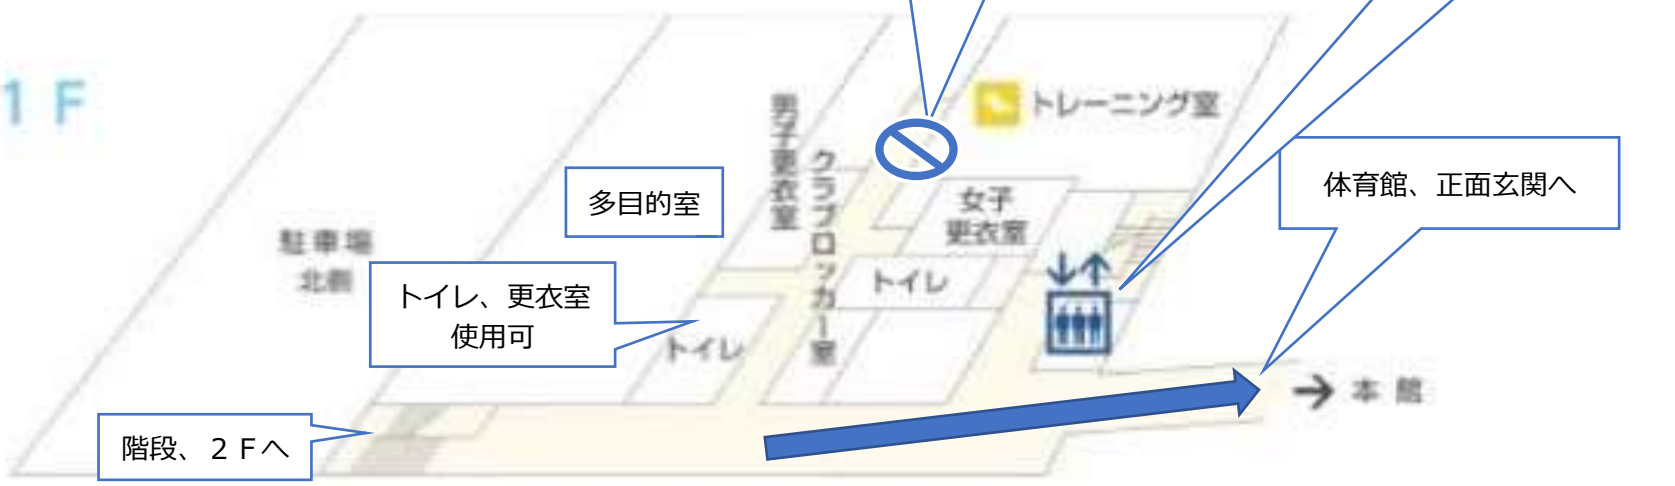 1 F
トレーニング室
男子更衣室
クラブロッカー室
体育館、正面玄関へ
多目的室
女子
更衣室
駐車場
北側
トイレ、更衣室
使用可
トイレ
トイレ
本館
階段、２Ｆへ